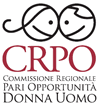 CRPO
COMMISSIONE REGIONALE
PARI OPPORTUNITÀ
DONNA UOMO